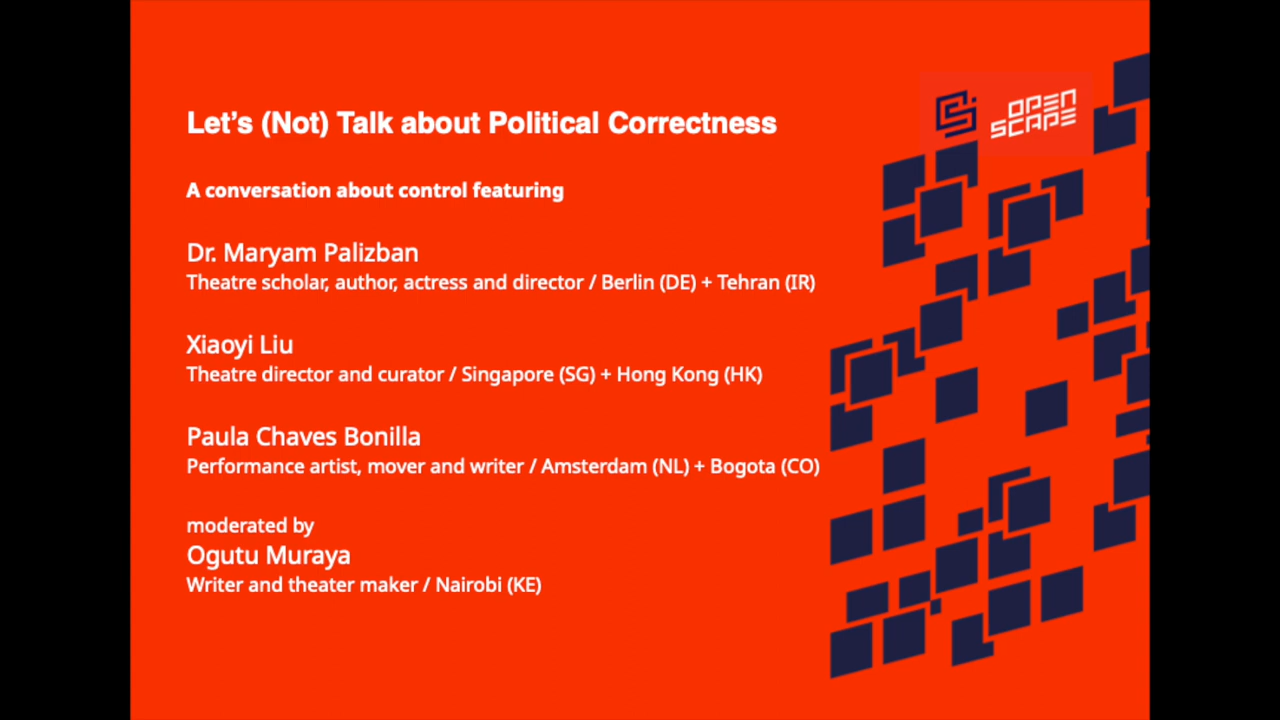 Let's (Not) Talk about Political Correctness
OPEN
SCAPE
A conversation about control featuring
Dr. Maryam Palizban
Theatre scholar, author, actress and director / Berlin (DE) + Tehran (IR)
Xiaoyi Liu
Theatre director and curator / Singapore (SG) + Hong Kong (HK)
Paula Chaves Bonilla
Performance artist, mover and writer / Amsterdam (NL) + Bogota (CO)
moderated by
Ogutu Muraya
Writer and theater maker / Nairobi (KE)